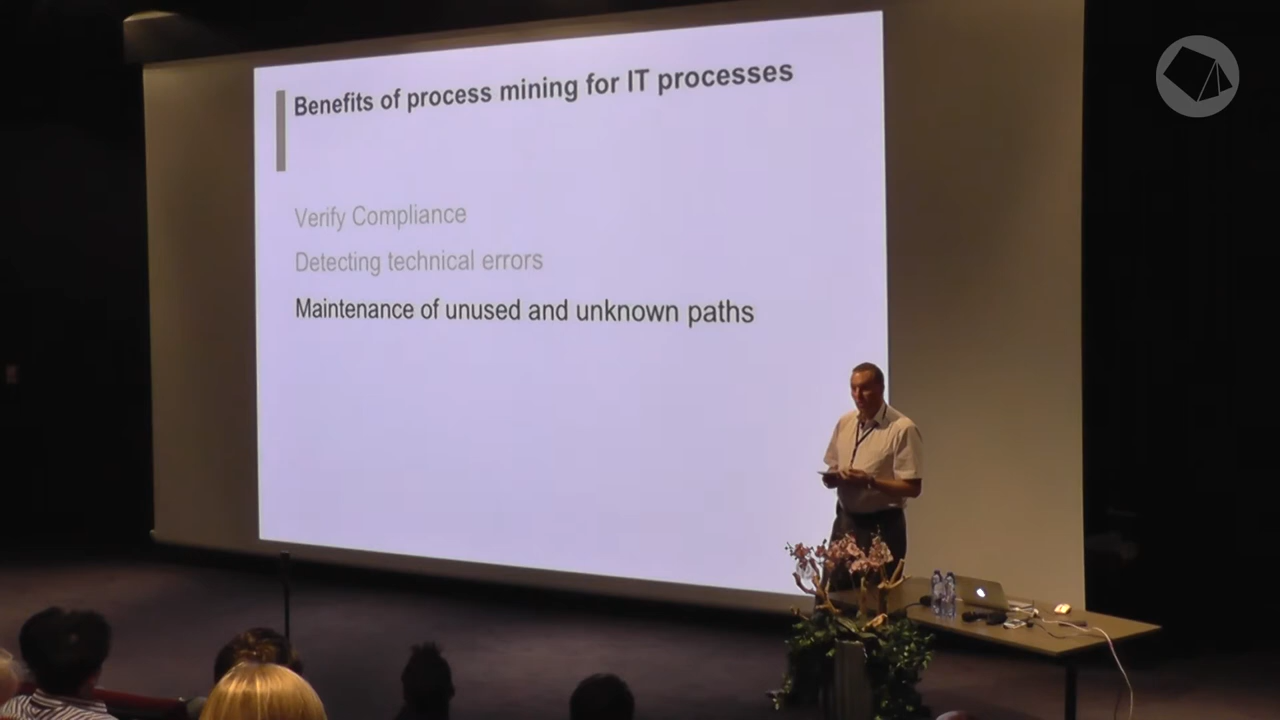 Benefits of process mining for IT processes
Verify Compliance
Detecting technical errors
Maintenance of unused and unknown paths